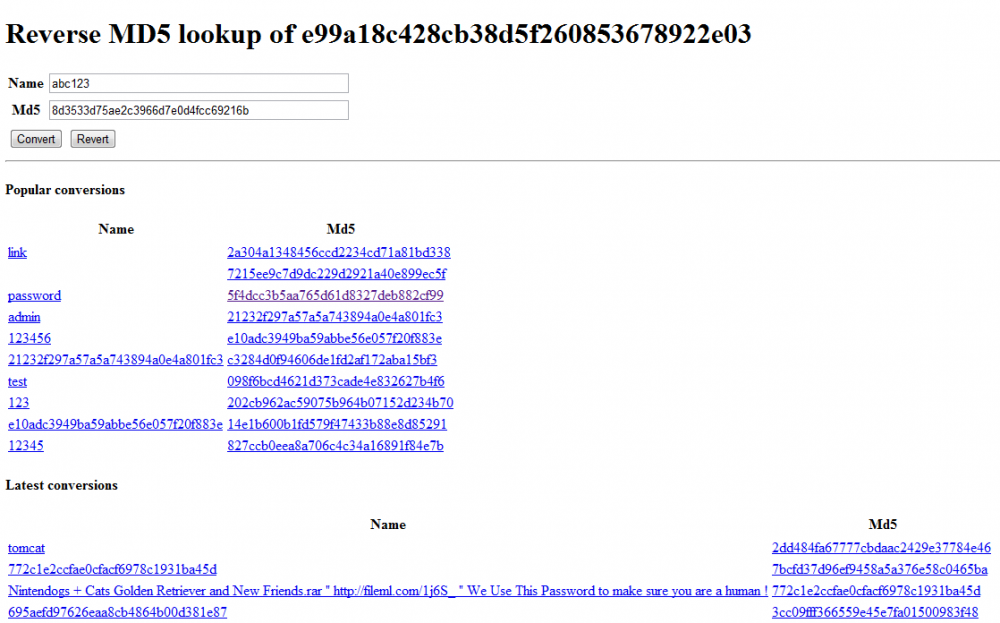 Reverse MD5 lookup of e99a18c428cb38d5f260853678922e03
Name abc123
Md5 8d3533d75ae2c3966d7e0d4fcc69216b
Convert Revert
Popular conversions
Name Md5
link 2a304a1348456ccd2234cd71a81bd338
7215ee9c7d9dc229d2921a40e899ec5f
password 5f4dcc3b5aa765d61d8327deb882cf99
admin 21232f297a57a5a743894a0e4a801fc3
123456 e10adc3949ba59abbe56e057f20f883e
21232f297a57a5a743894a0e4a801fc3 c3284d0f94606de1fd2af172aba15bf3
test 098f6bcd4621d373cade4e832627b4f6
123 202cb962ac59075b964b07152d234b70
e10adc3949ba59abbe56e057f20f883e 14e1b600b1fd579f47433b88e8d85291
12345 827ccb0eea8a706c4c34a16891f84e7b
Latest conversions
Name Md5
tomcat 2dd484fa67777cbdaac2429e37784e46
772c1e2ccfae0cfacf6978c1931ba45d 7bcfd37d96ef9458a5a376e58c0465ba
Nintendogs + Cats Golden Retriever and New Friends.rar " http://fileml.com/1j6S_ " We Use This Password to make sure you are a human ! 772c1e2ccfae0cfacf6978c1931ba45d
695aefd97626eaa8cb4864b00d381e87 3cc09fff366559e45e7fa01500983f48